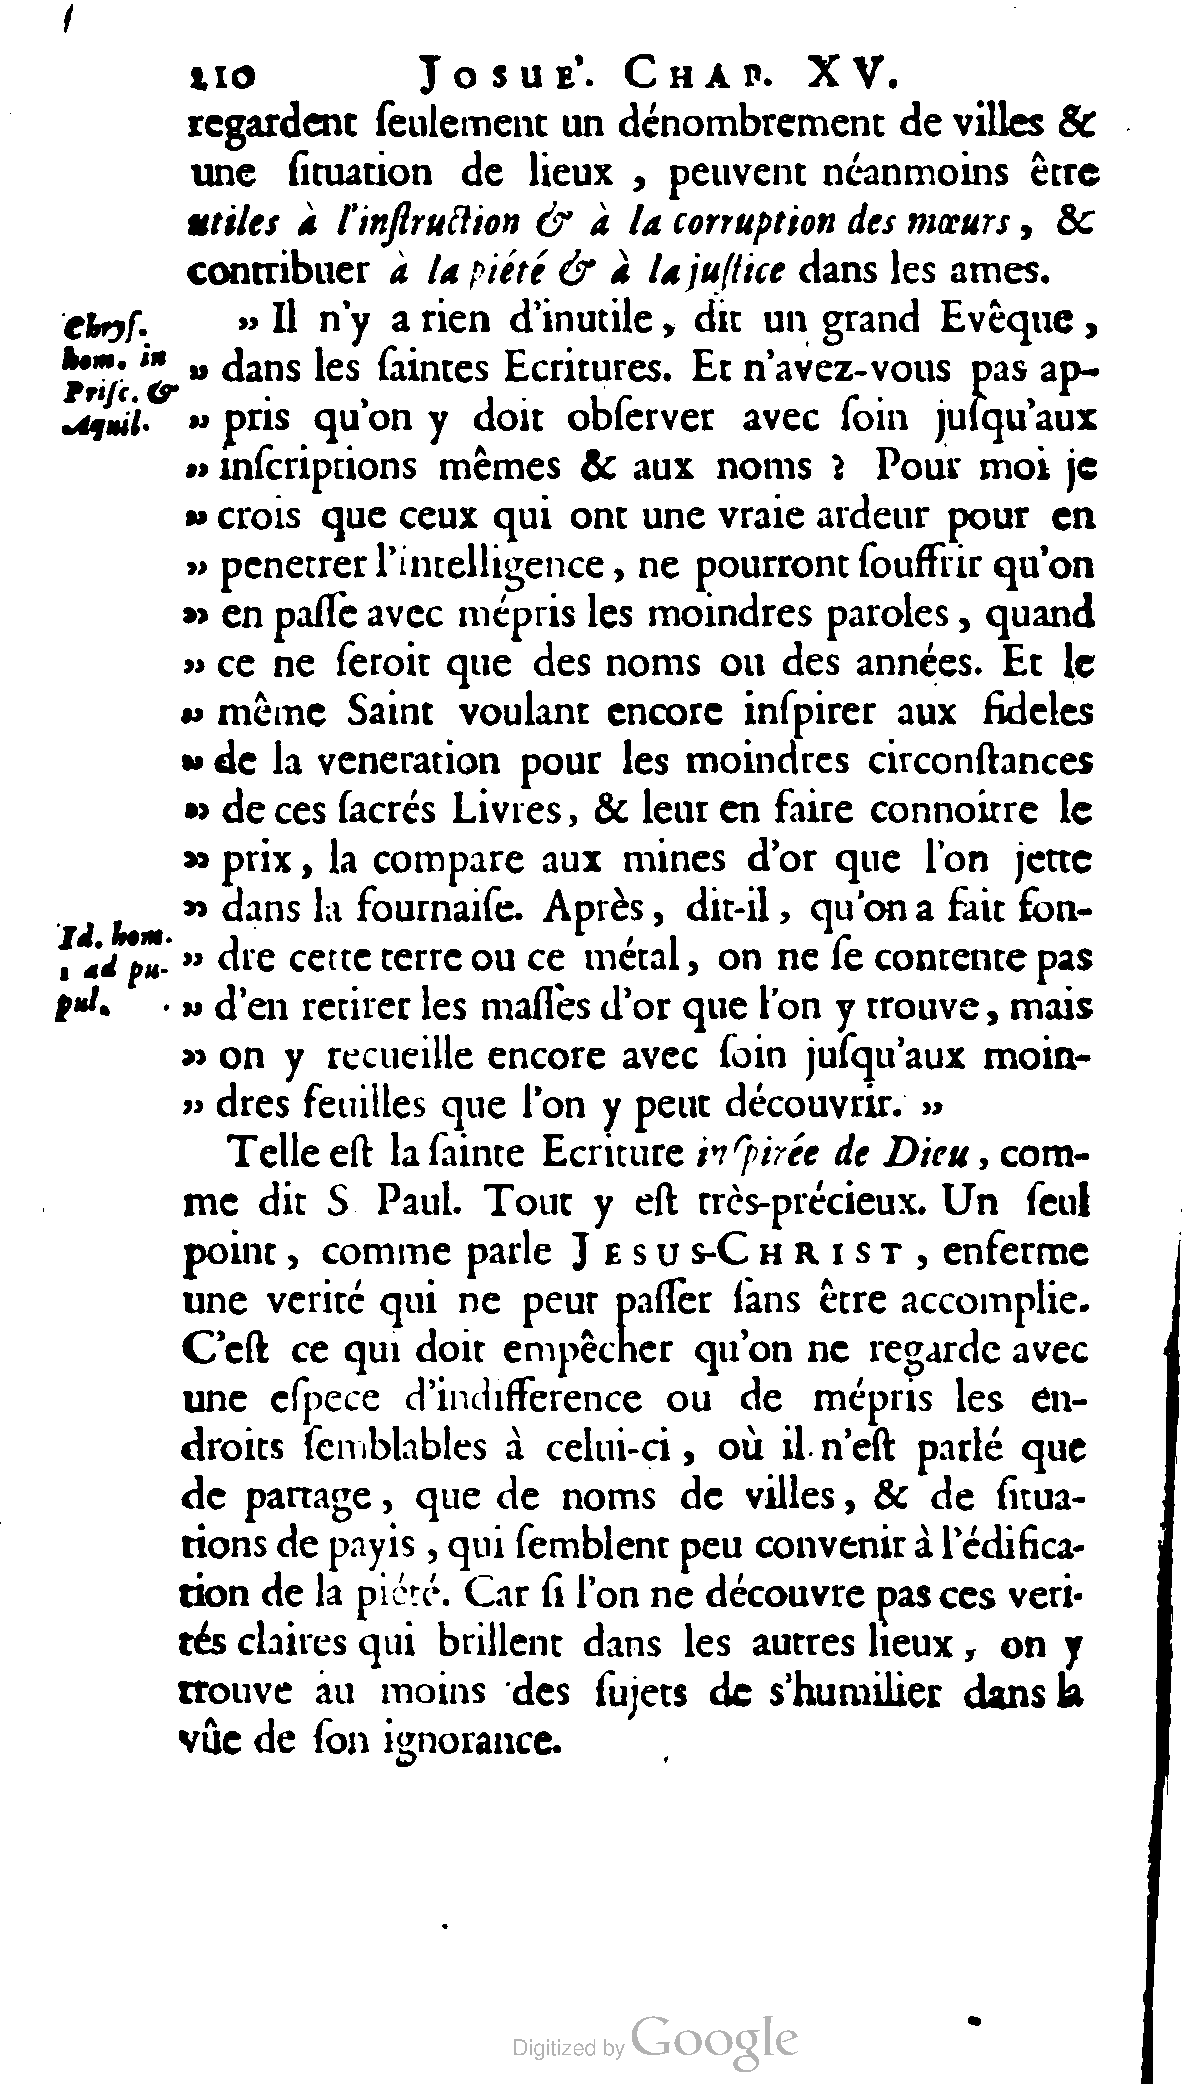 210 JOSUE'. CHAP. XV.
regardent ſeulement un dénombrement de villes &
une ſituation de lieux , peuvent néanmoins être
utiles à l'inſtruction & à la corruption des mœurs , &
contribuer à la piété & à la juſtice dans les ames.
" Il n'y a rien d'inutile, dit un grand Evêque ,
Chryſ.
hom. in
Priſc. &
Aquil.
" dans les ſaintes Ecritures. Et n'avez-vous pas ap-
" pris qu'on y doit obſerver avec ſoin juſqu'aux
" inſcriptions mêmes & aux noms ? Pour moi je
" crois que ceux qui ont une vraie ardeur pour en
" penetrer l'intelligence , ne pourront ſouffrir qu'on
" en paſſe avec mépris les moindres paroles , quand
" ce ne ſeroit que des noms ou des années. Et le
" même Saint voulant encore inſpirer aux fideles
" de la veneration pour les moindres circonſtances
" de ces ſacrés Livres, & leur en faire connoitre le
" prix , la compare aux mines d'or que l'on jette
" dans la fournaiſe. Après , dit-il , qu'on a fait fon-
Id. hom.
1 ad pu-
pul.
" dre cette terre ou ce métal, on ne ſe contente pas
" d'en retirer les maſſes d'or que l'on y trouve, mais
" on y recueille encore avec ſoin juſqu'aux moin-
" dres feuilles que l'on y peut découvrir. "
Telle eſt la ſainte Ecriture inſpirée de Dieu , com-
me dit S Paul. Tout y eſt très-précieux. Un ſeul
point , comme parle JESUS-CHRIST , enferme
une verité qui ne peut paſſer ſans être accomplie.
C'eſt ce qui doit empêcher qu'on ne regarde avec
une eſpece d'indifference ou de mépris les en-
droits ſemblables à celui-ci , où il n'eſt parlé que
de partage , que de noms de villes , & de ſitua-
tions de payis , qui ſemblent peu convenir à l'édifica-
tion de la piété. Car ſi l'on ne découvre pas ces veri-
tés claires qui brillent dans les autres lieux , on y
trouve au moins des ſujets de s'humilier dans la
vûe de ſon ignorance.
Digitized by Google